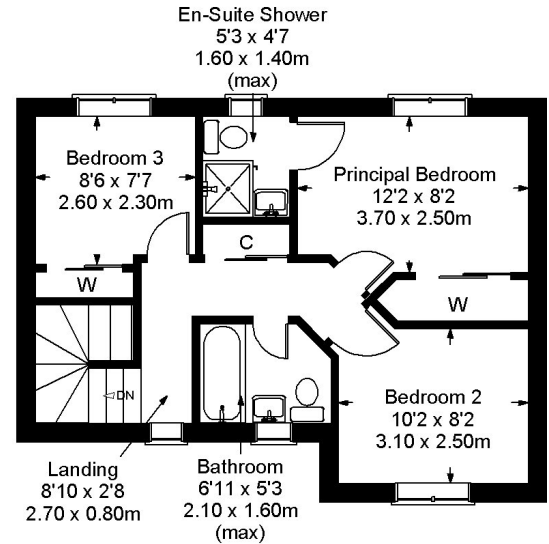 En-Suite Shower
5'3 x 4'7
1.60 x 1.40m
(max)
Bedroom 3
8'6 x 7'7
2.60 x 2.30m
Principal Bedroom
12'2 x 8'2
3.70 x 2.50m
C
W
W
DN
Bedroom 2
10'2 x 8'2
3.10 x 2.50m
Landing
8'10 x 2'8
2.70 x 0.80m
Bathroom
6'11 x 5'3
2.10 x 1.60m
(max)